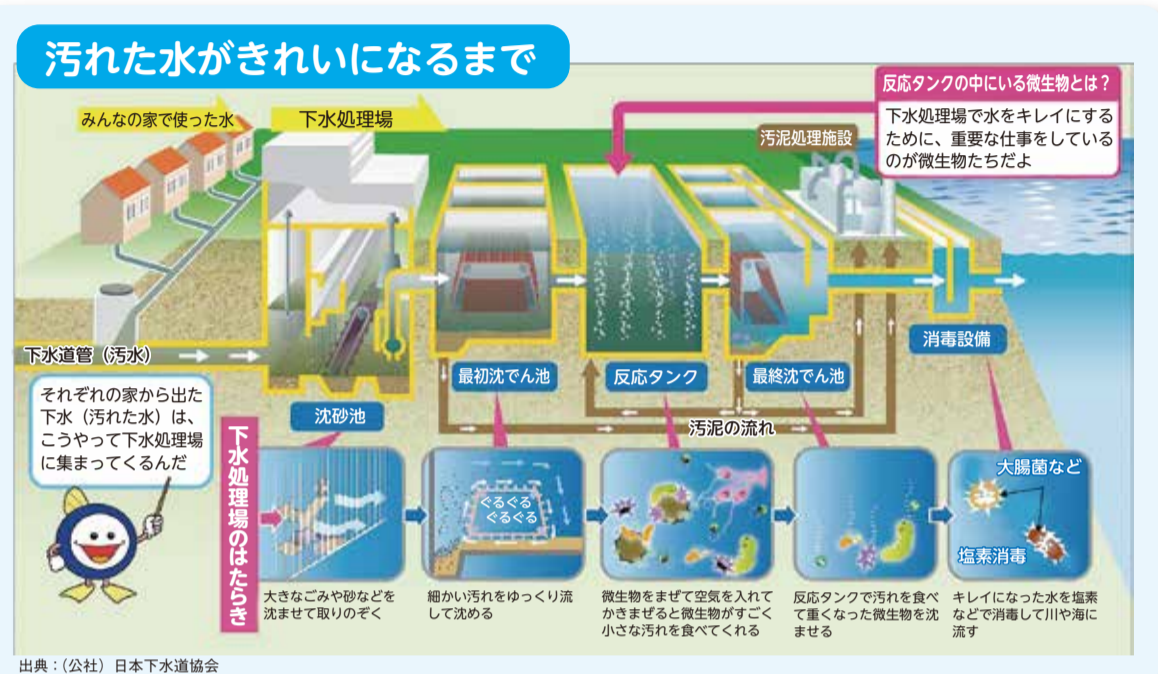 汚れた水がきれいになるまで
みんなの家で使った水
下水処理場
汚泥処理施設
反応タンクの中にいる微生物とは？
下水処理場で水をキレイにする
ために、重要な仕事をしている
のが微生物たちだよ
下水道管（汚水）
沈砂池
最初沈でん池
反応タンク
最終沈でん池
消毒設備
汚泥の流れ
それぞれの家から出た
下水（汚れた水）は、
こうやって下水処理場
に集まってくるんだ
下水処理場のはたらき
ぐるぐる
ぐるぐる
大腸菌など
塩素消毒
大きなごみや砂などを
沈ませて取りのぞく
細かい汚れをゆっくり流
して沈める
微生物をまぜて空気を入れて
かきまぜると微生物がすごく
小さな汚れを食べてくれる
反応タンクで汚れを食べ
て重くなった微生物を沈
ませる
キレイになった水を塩素
などで消毒して川や海に
流す
出典：（公社）日本下水道協会